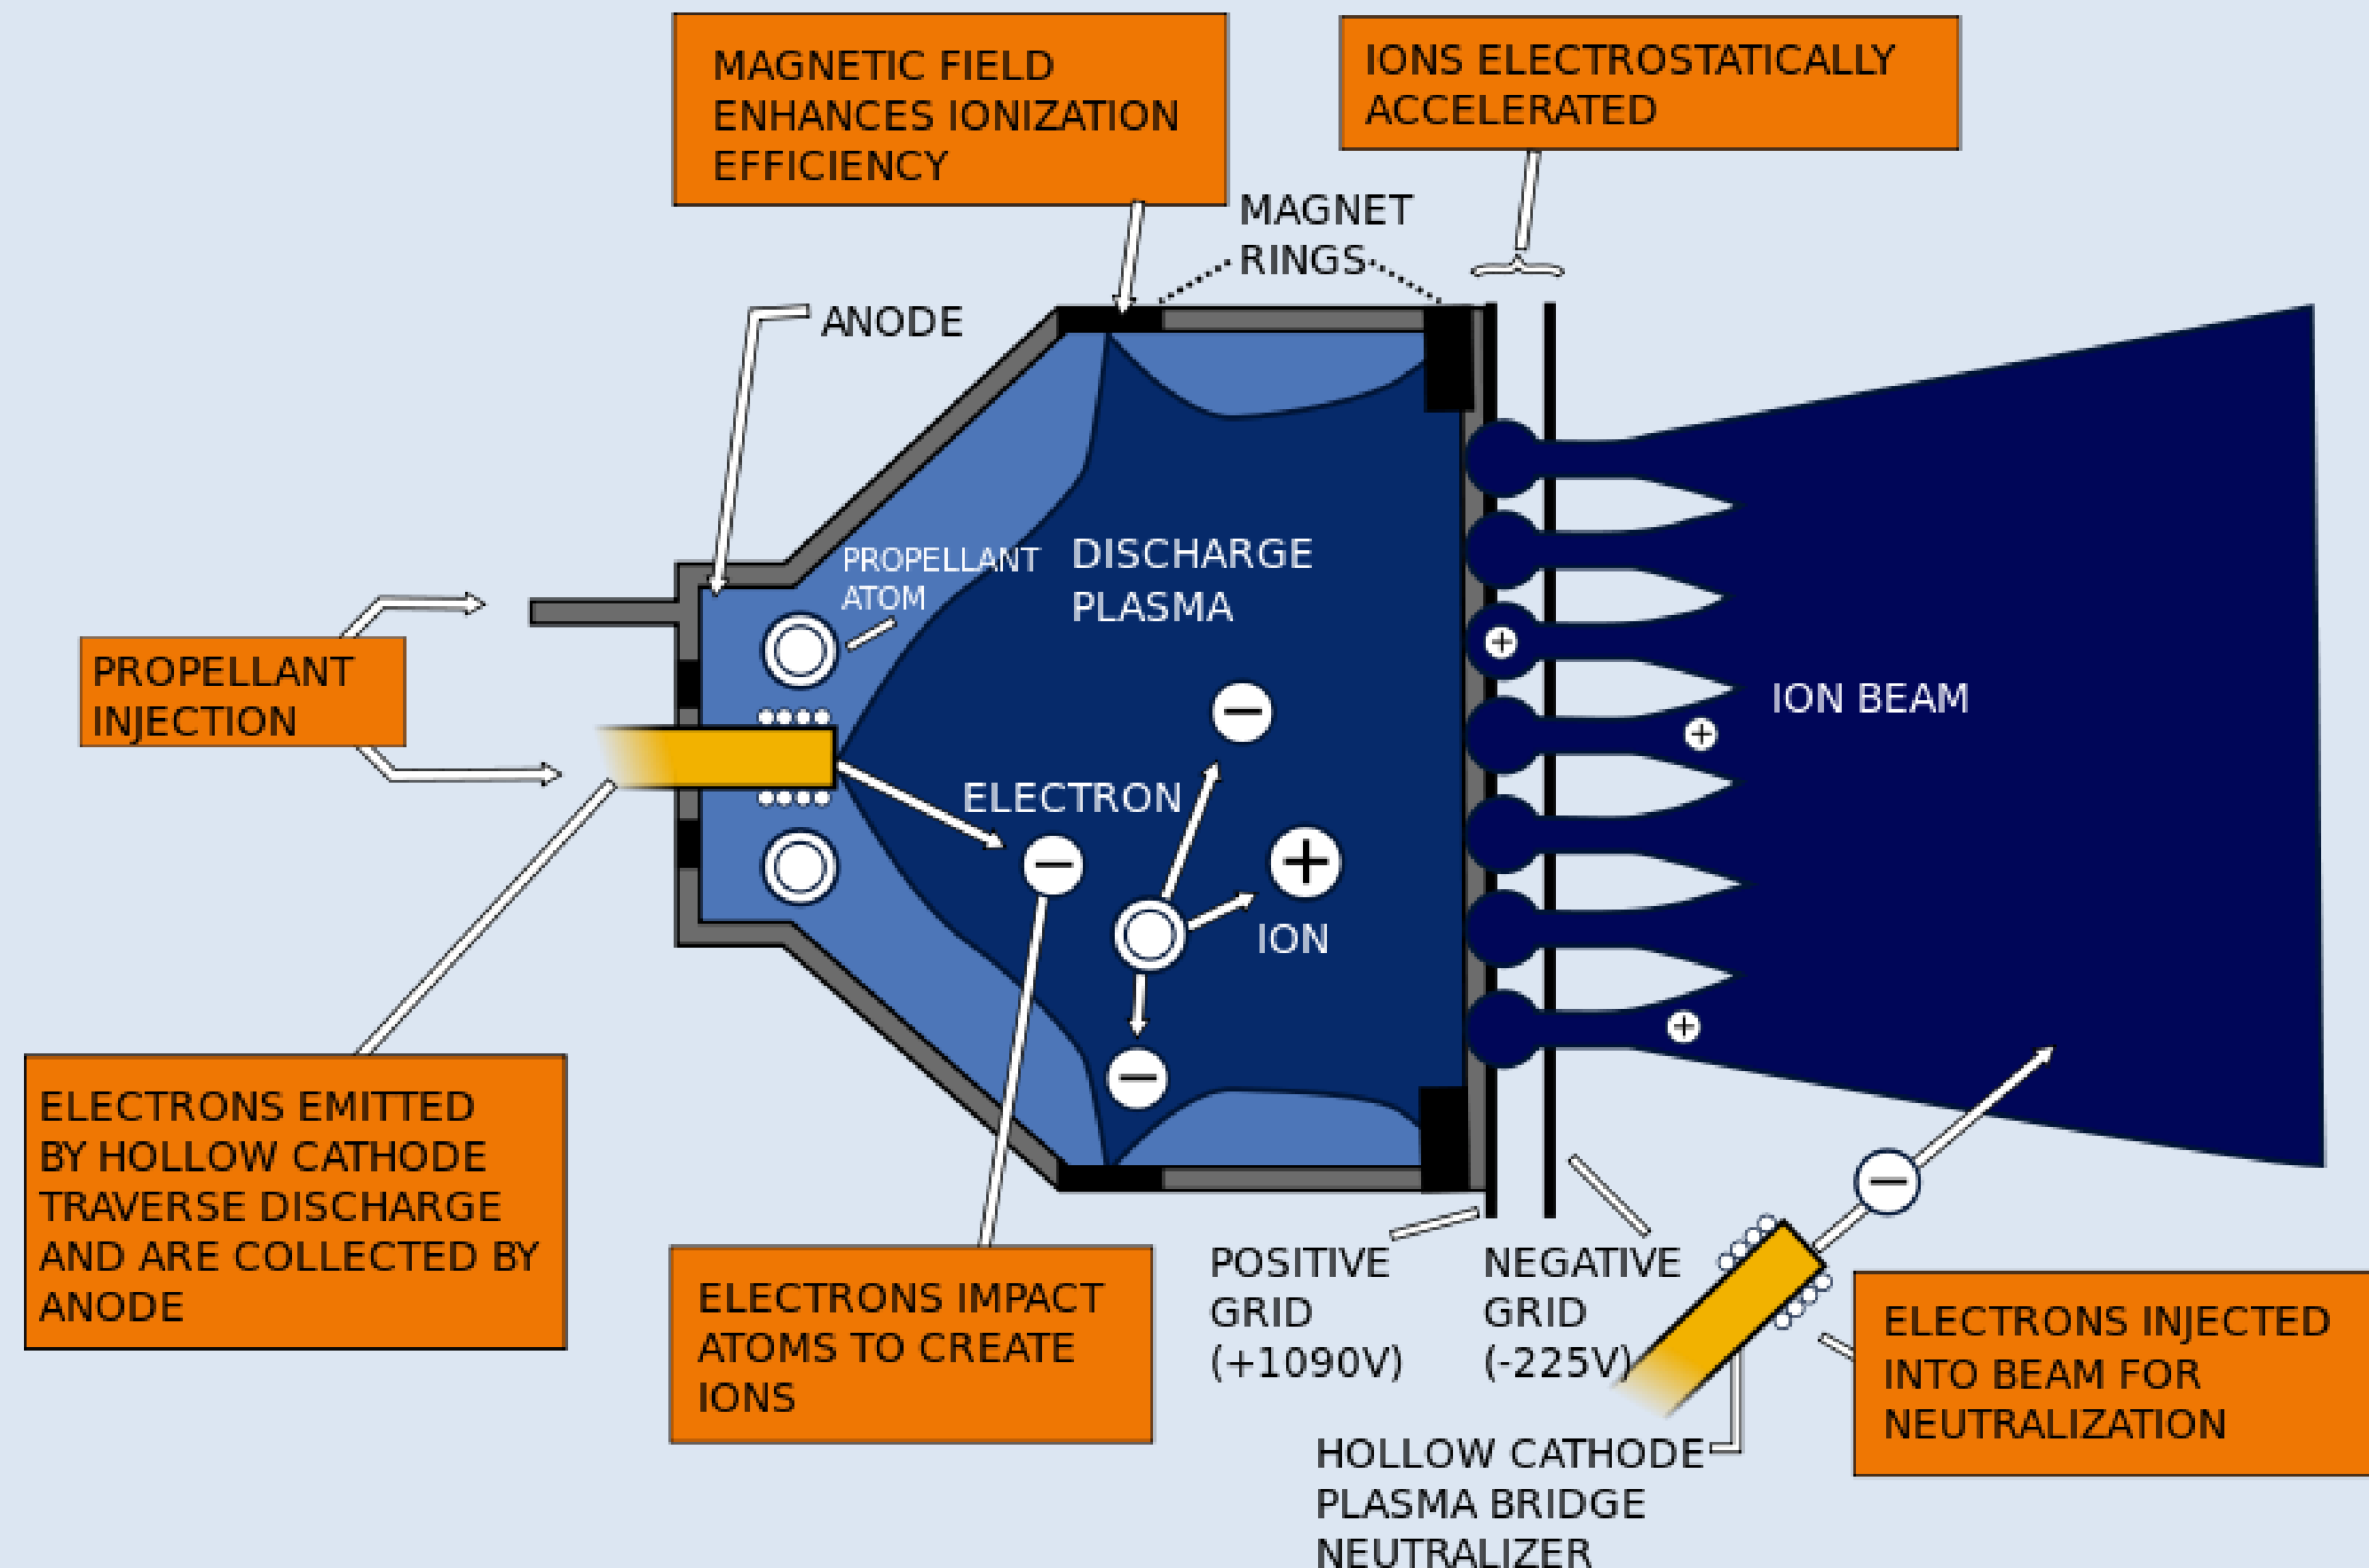 MAGNETIC FIELD
ENHANCES IONIZATION
EFFICIENCY
IONS ELECTROSTATICALLY
ACCELERATED
MAGNET
RINGS
ANODE
PROPELLANT
ATOM
DISCHARGE
PLASMA
PROPELLANT
INJECTION
ION BEAM
ELECTRON
ION
ELECTRONS EMITTED
BY HOLLOW CATHODE
TRAVERSE DISCHARGE
AND ARE COLLECTED BY
ANODE
ELECTRONS IMPACT
ATOMS TO CREATE
IONS
POSITIVE
GRID
(+1090V)
NEGATIVE
GRID
(-225V)
ELECTRONS INJECTED
INTO BEAM FOR
NEUTRALIZATION
HOLLOW CATHODE
PLASMA BRIDGE
NEUTRALIZER